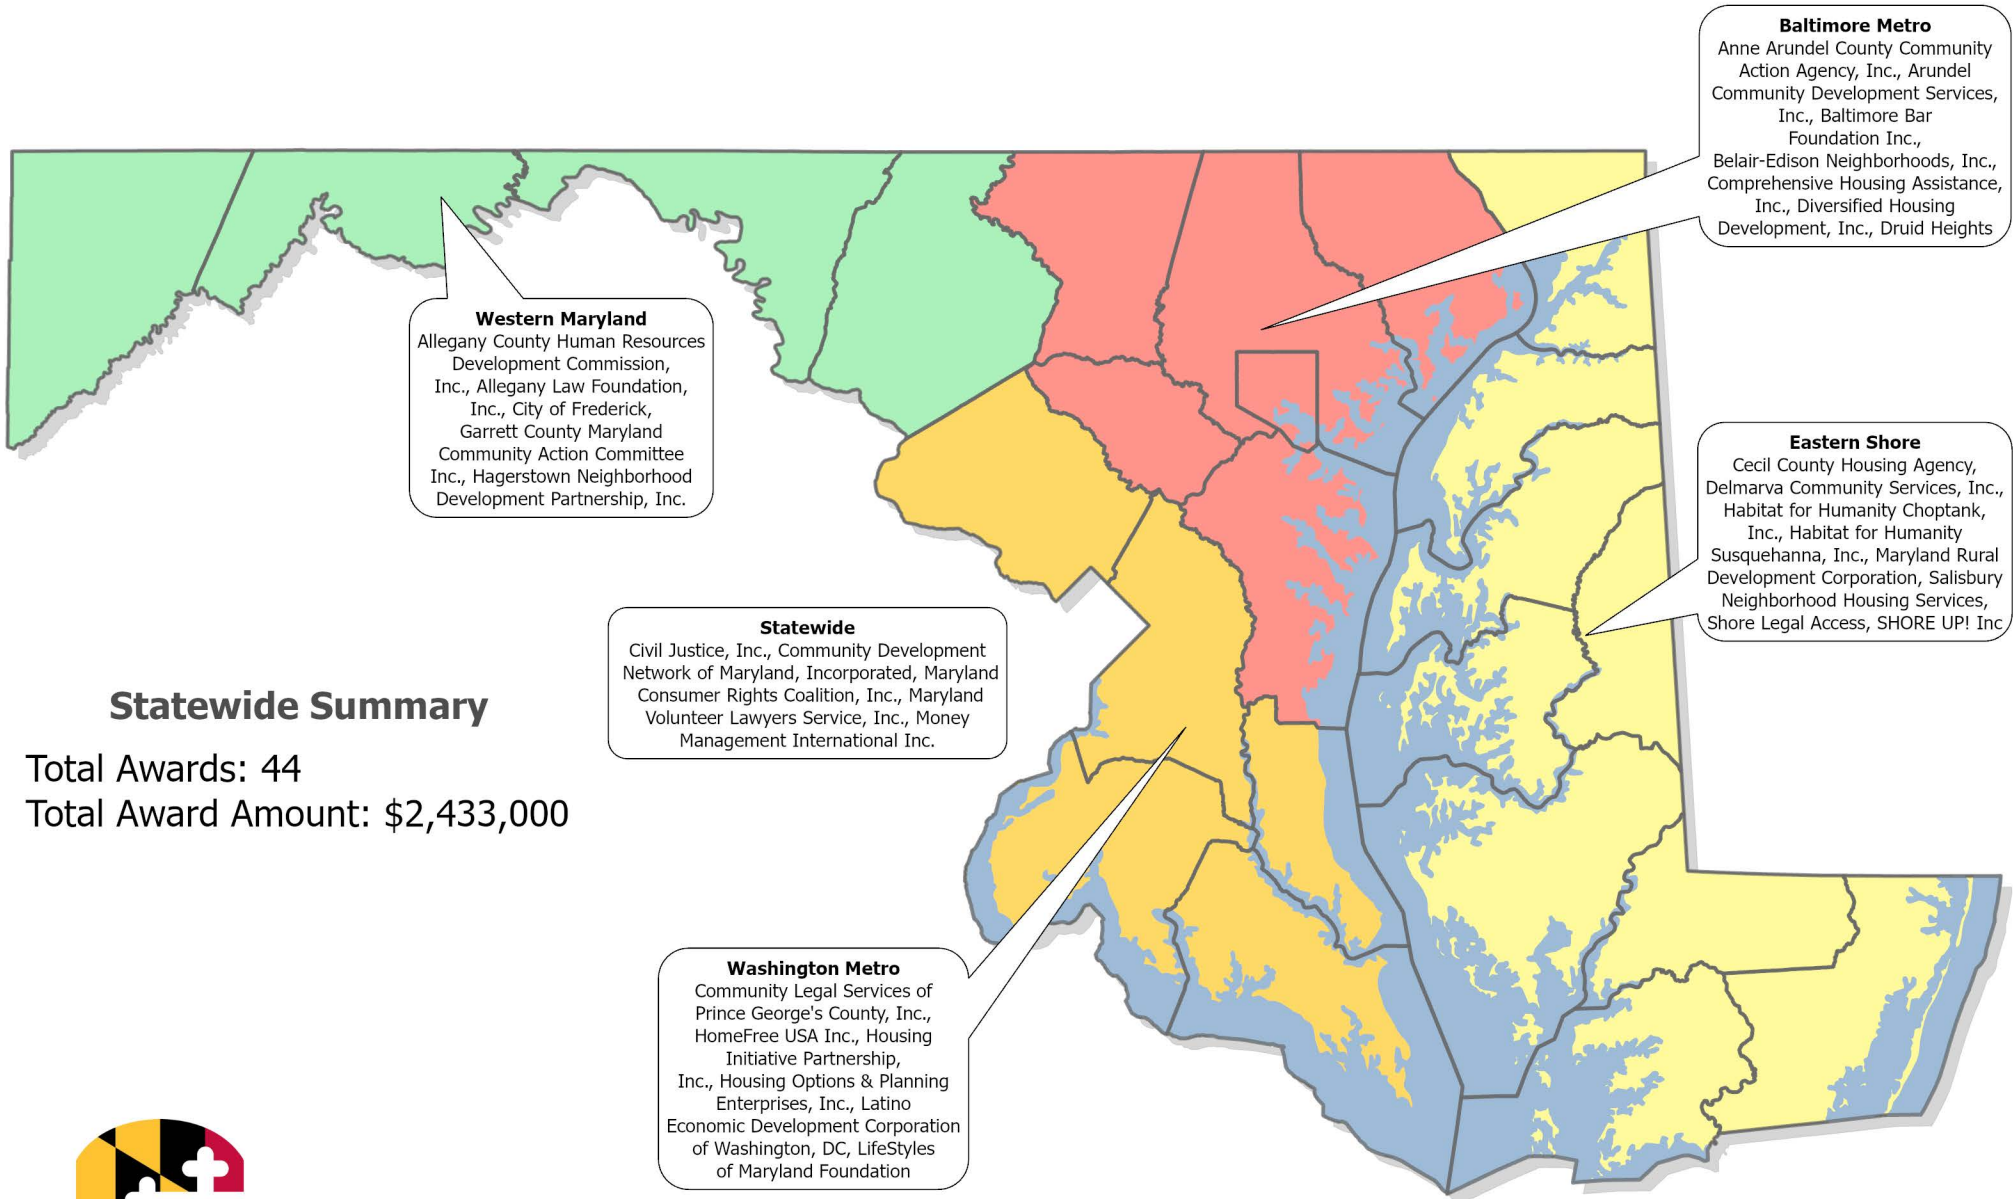 Baltimore Metro
Anne Arundel County Community
Action Agency, Inc., Arundel
Community Development Services,
Inc., Baltimore Bar
Foundation Inc.,
Belair-Edison Neighborhoods, Inc.,
Comprehensive Housing Assistance,
Inc., Diversified Housing
Development, Inc., Druid Heights
Western Maryland
Allegany County Human Resources
Development Commission,
Inc., Allegany Law Foundation,
Inc., City of Frederick,
Garrett County Maryland
Community Action Committee
Inc., Hagerstown Neighborhood
Development Partnership, Inc.
Eastern Shore
Cecil County Housing Agency,
Delmarva Community Services, Inc.,
Habitat for Humanity Choptank,
Inc., Habitat for Humanity
Susquehanna, Inc., Maryland Rural
Development Corporation, Salisbury
Neighborhood Housing Services,
Shore Legal Access, SHORE UP! Inc
Statewide
Civil Justice, Inc., Community Development
Network of Maryland, Incorporated, Maryland
Consumer Rights Coalition, Inc., Maryland
Volunteer Lawyers Service, Inc., Money
Management International Inc.
Statewide Summary
Total Awards: 44
Total Award Amount: $2,433,000
Washington Metro
Community Legal Services of
Prince George's County, Inc.,
HomeFree USA Inc., Housing
Initiative Partnership,
Inc., Housing Options & Planning
Enterprises, Inc., Latino
Economic Development Corporation
of Washington, DC, LifeStyles
of Maryland Foundation